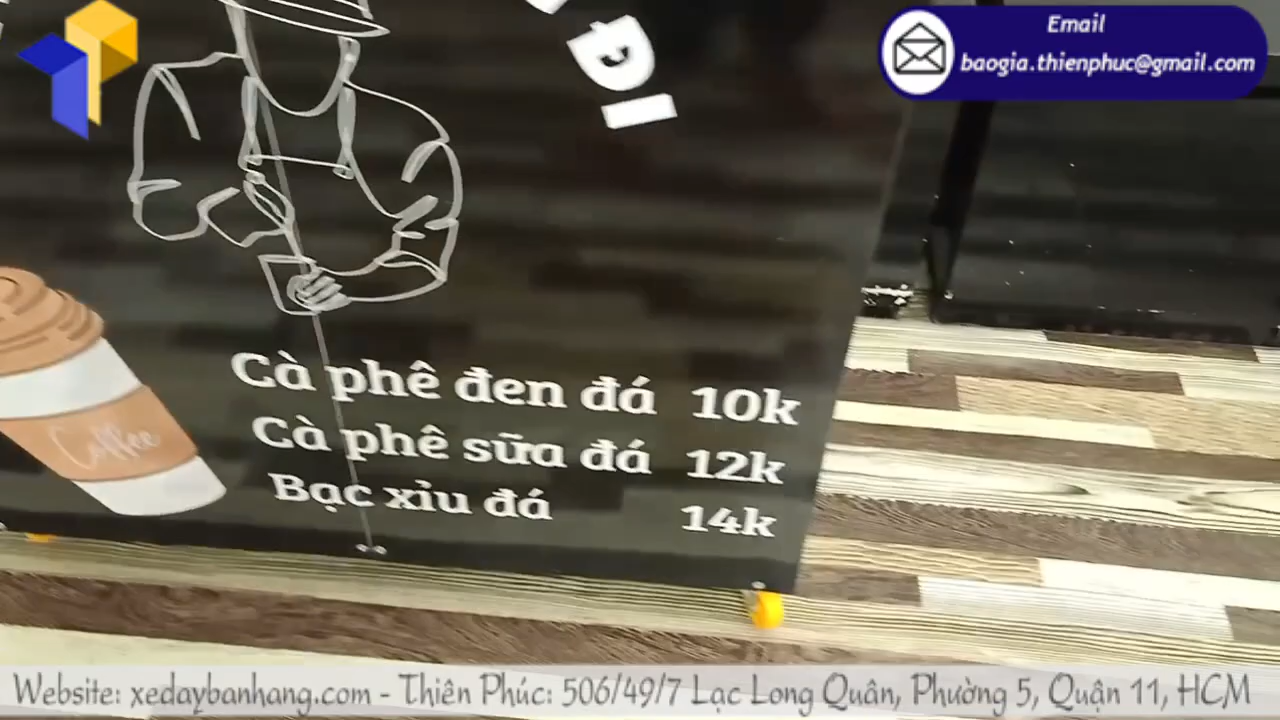 Email
baogia.thienphuc@gmail.com
Cà phê đen đá 10k
Cà phê sữa đá 12k
Coffee
Bạc xỉu đá 14k
Website: xedaybanhang.com - Thiên Phúc: 506/49/7 Lạc Long Quân, Phường 5, Quận 11, HCM